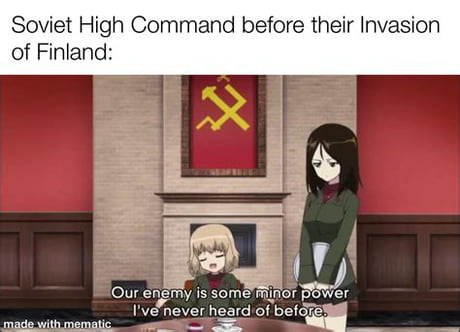 Soviet High Command before their Invasion
of Finland:
Our enemy is some minor power
I've never heard of before.
made with mematic